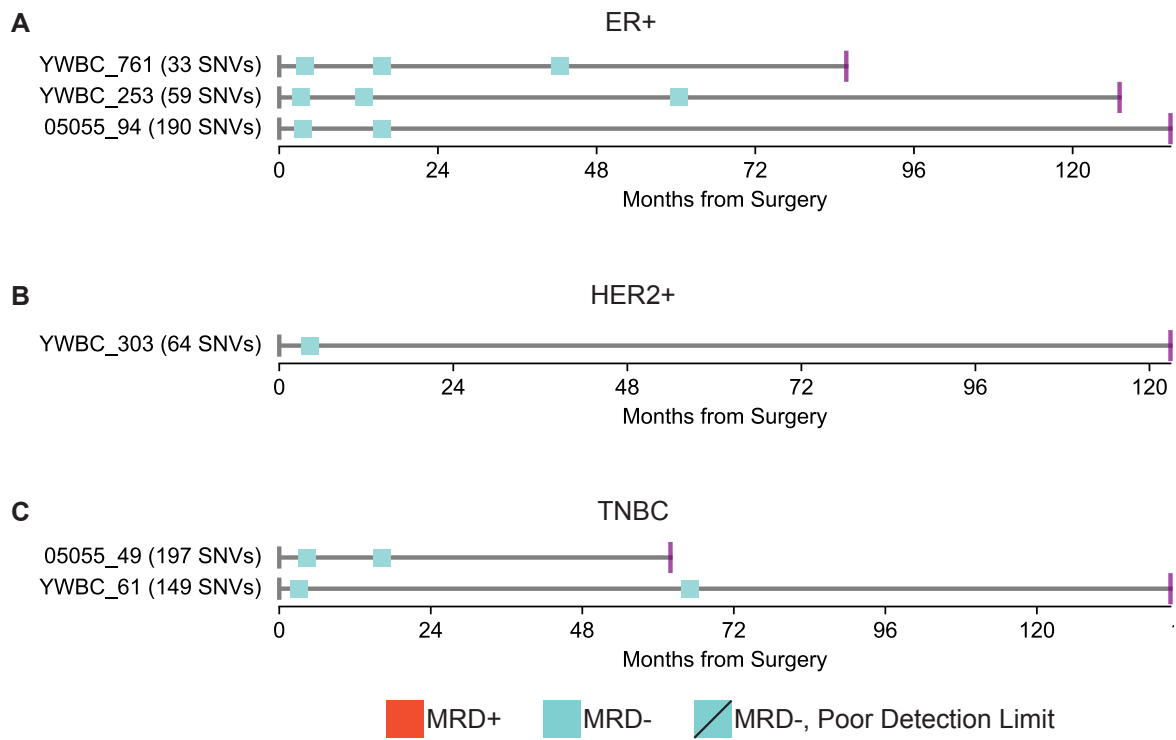 A
ER+
YWBC_761 (33 SNVs)
YWBC_253 (59 SNVs)
05055_94 (190 SNVs)
0 24 48 72 96 120
Months from Surgery
B
HER2+
YWBC_303 (64 SNVs)
0 24 48 72 96 120
Months from Surgery
C
TNBC
05055_49 (197 SNVs)
YWBC_61 (149 SNVs)
0 24 48 72 96 120
Months from Surgery
MRD+ MRD- MRD-, Poor Detection Limit